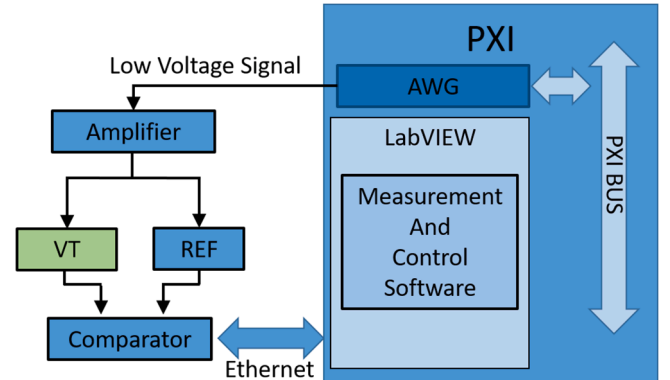 PXI
Low Voltage Signal
AWG
Amplifier
LabVIEW
PXI BUS
Measurement
And
Control
Software
VT
REF
Comparator
Ethernet